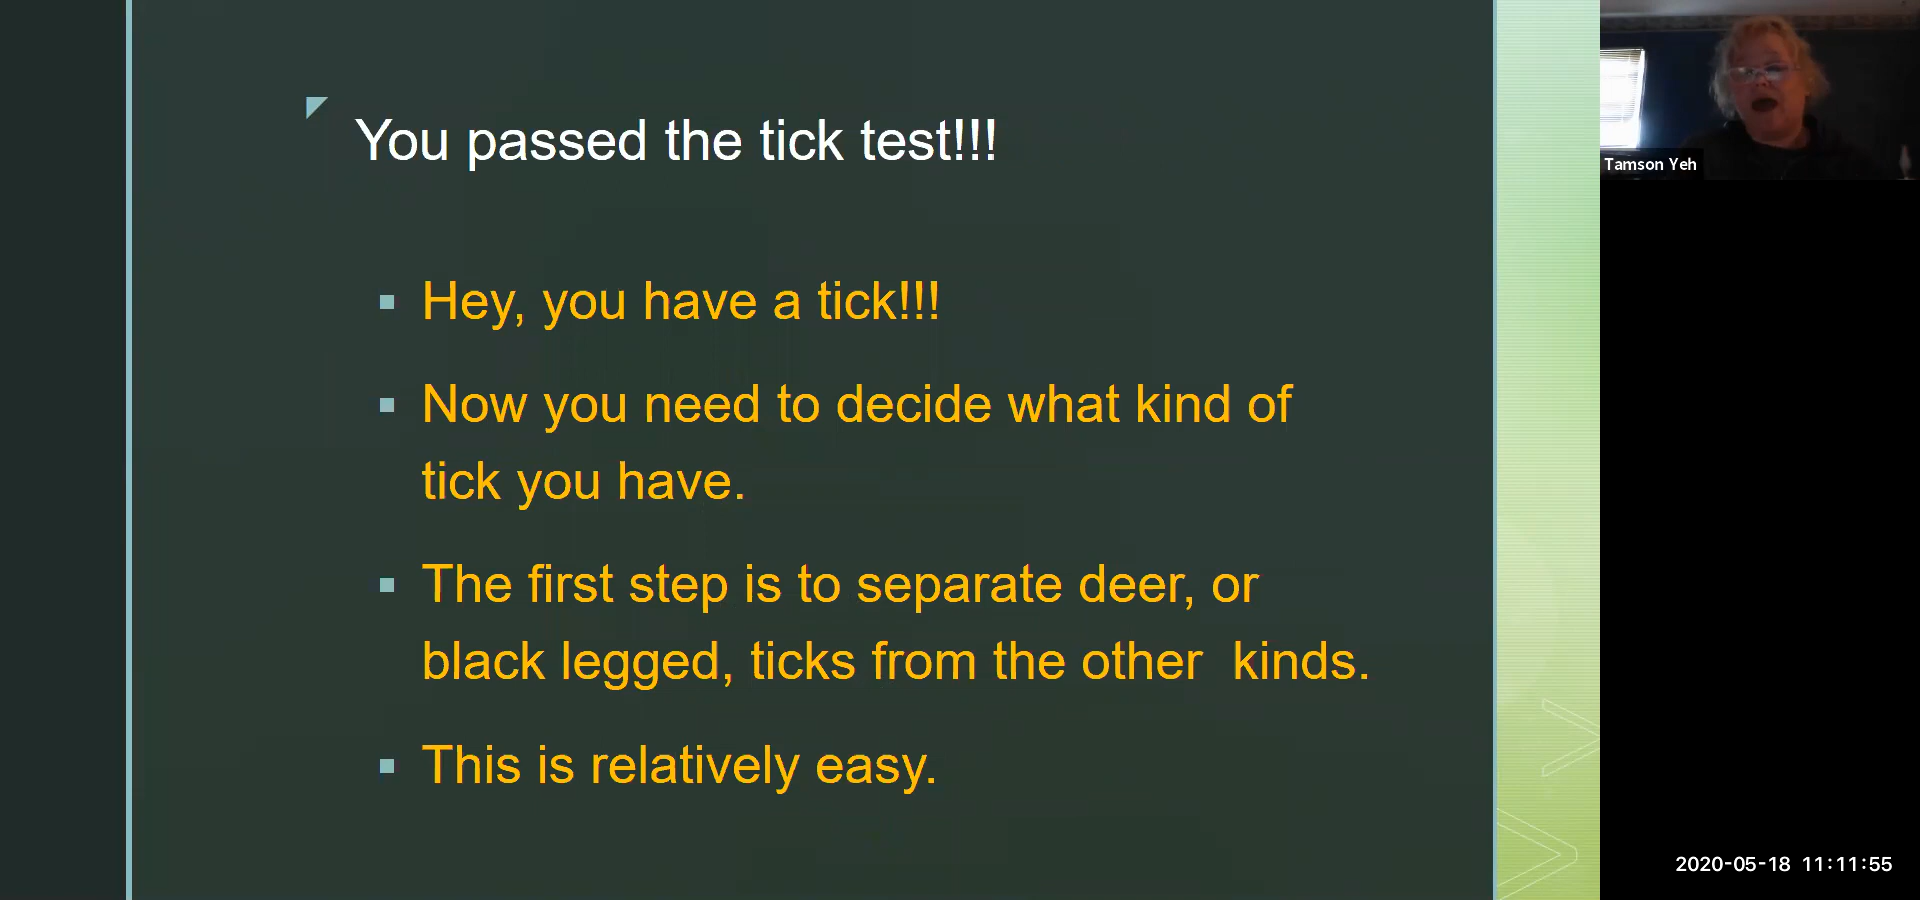 You passed the tick test!!!
Hey, you have a tick!!!
Now you need to decide what kind of
tick you have.
The first step is to separate deer, or
black legged, ticks from the other  kinds.
This is relatively easy.
Tamson Yeh
2020-05-18 11:11:55